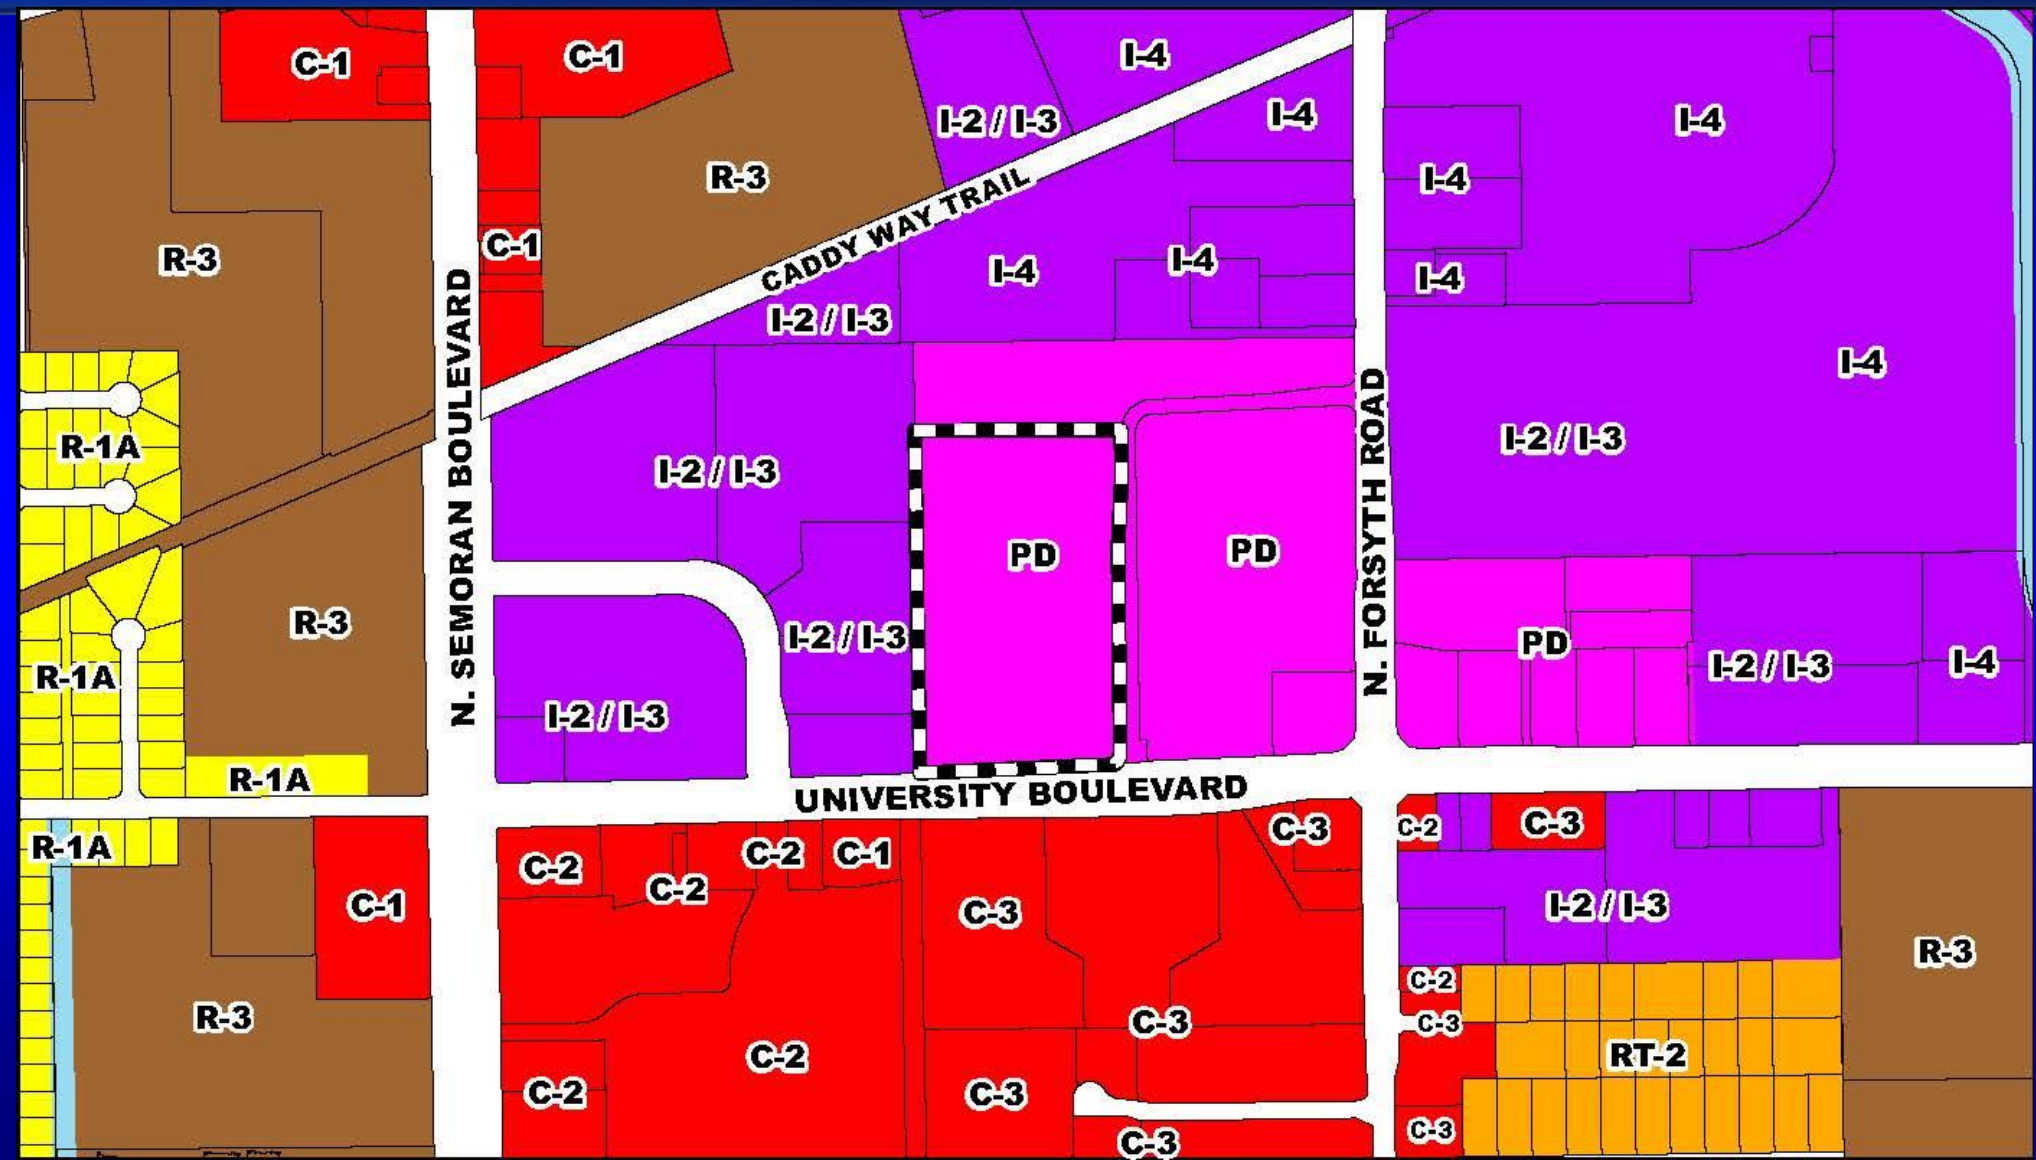 C-1
C-1
I-4
I-2 / I-3
I-4
I-4
R-3
I-4
CADDY WAY TRAIL
R-3
C-1
I-4
I-4
I-4
I-2 / I-3
I-4
N. SEMORAN BOULEVARD
N. FORSYTH ROAD
R-1A
I-2 / I-3
I-2 / I-3
PD
PD
R-3
I-2 / I-3
PD
I-2 / I-3
I-4
R-1A
I-2 / I-3
R-1A
UNIVERSITY BOULEVARD
R-1A
C-2
C-2
C-2
C-1
C-3
C-2
C-3
C-1
C-3
I-2 / I-3
R-3
C-2
R-3
C-3
C-3
C-2
RT-2
C-2
C-3
C-3
C-3